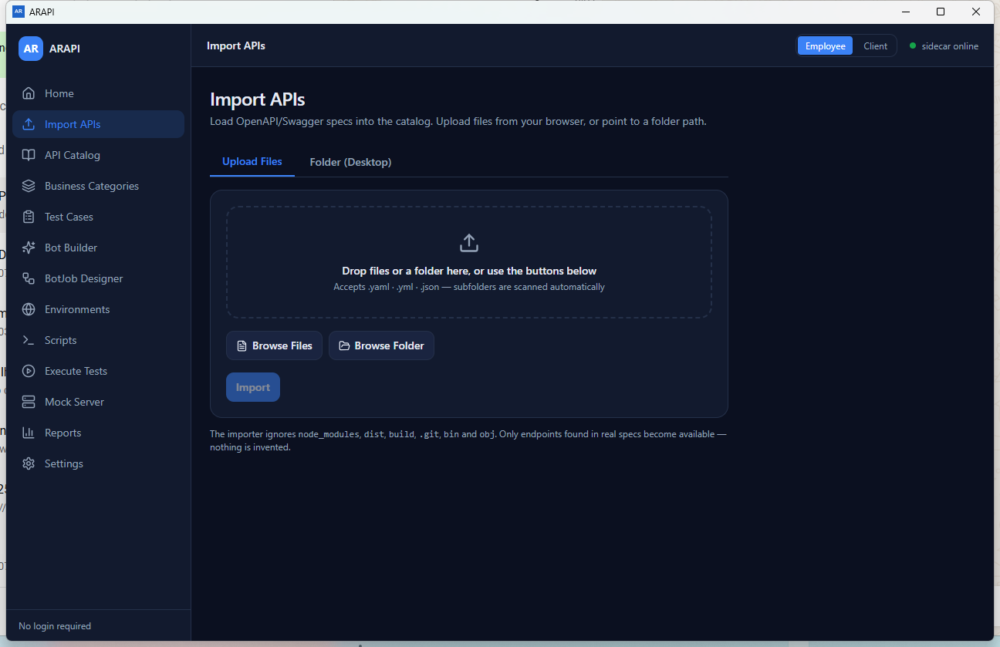 AR ARAPI
AR ARAPI
Import APIs
Employee
Client
sidecar online
Home
Import APIs
API Catalog
Business Categories
Test Cases
Bot Builder
BotJob Designer
Environments
Scripts
Execute Tests
Mock Server
Reports
Settings
No login required
Import APIs
Load OpenAPI/Swagger specs into the catalog. Upload files from your browser, or point to a folder path.
Upload Files
Folder (Desktop)
Drop files or a folder here, or use the buttons below
Accepts .yaml · .yml · .json — subfolders are scanned automatically
Browse Files
Browse Folder
Import
The importer ignores node_modules, dist, build, .git, bin and obj. Only endpoints found in real specs become available —
nothing is invented.